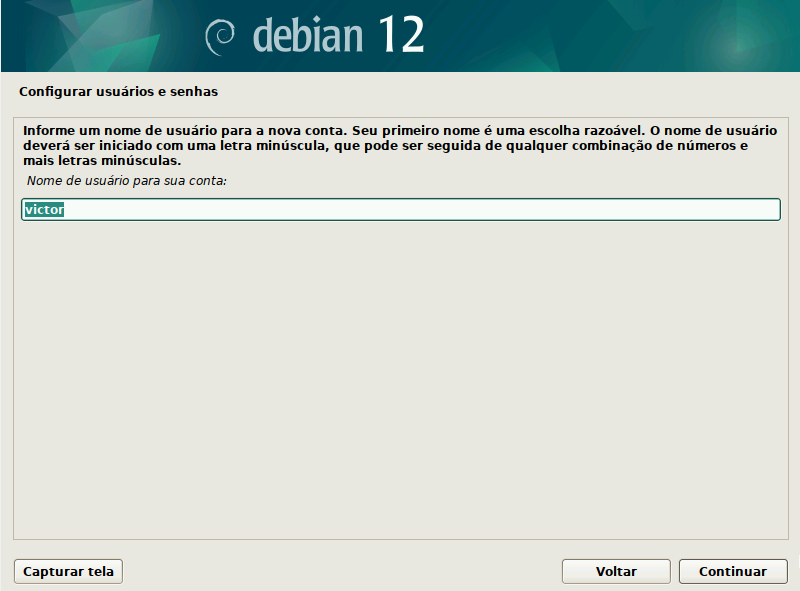 debian 12
Configurar usuários e senhas
Informe um nome de usuário para a nova conta. Seu primeiro nome é uma escolha razoável. O nome de usuário
deverá ser iniciado com uma letra minúscula, que pode ser seguida de qualquer combinação de números e
mais letras minúsculas.
Nome de usuário para sua conta:
victor
Capturar tela
Voltar
Continuar